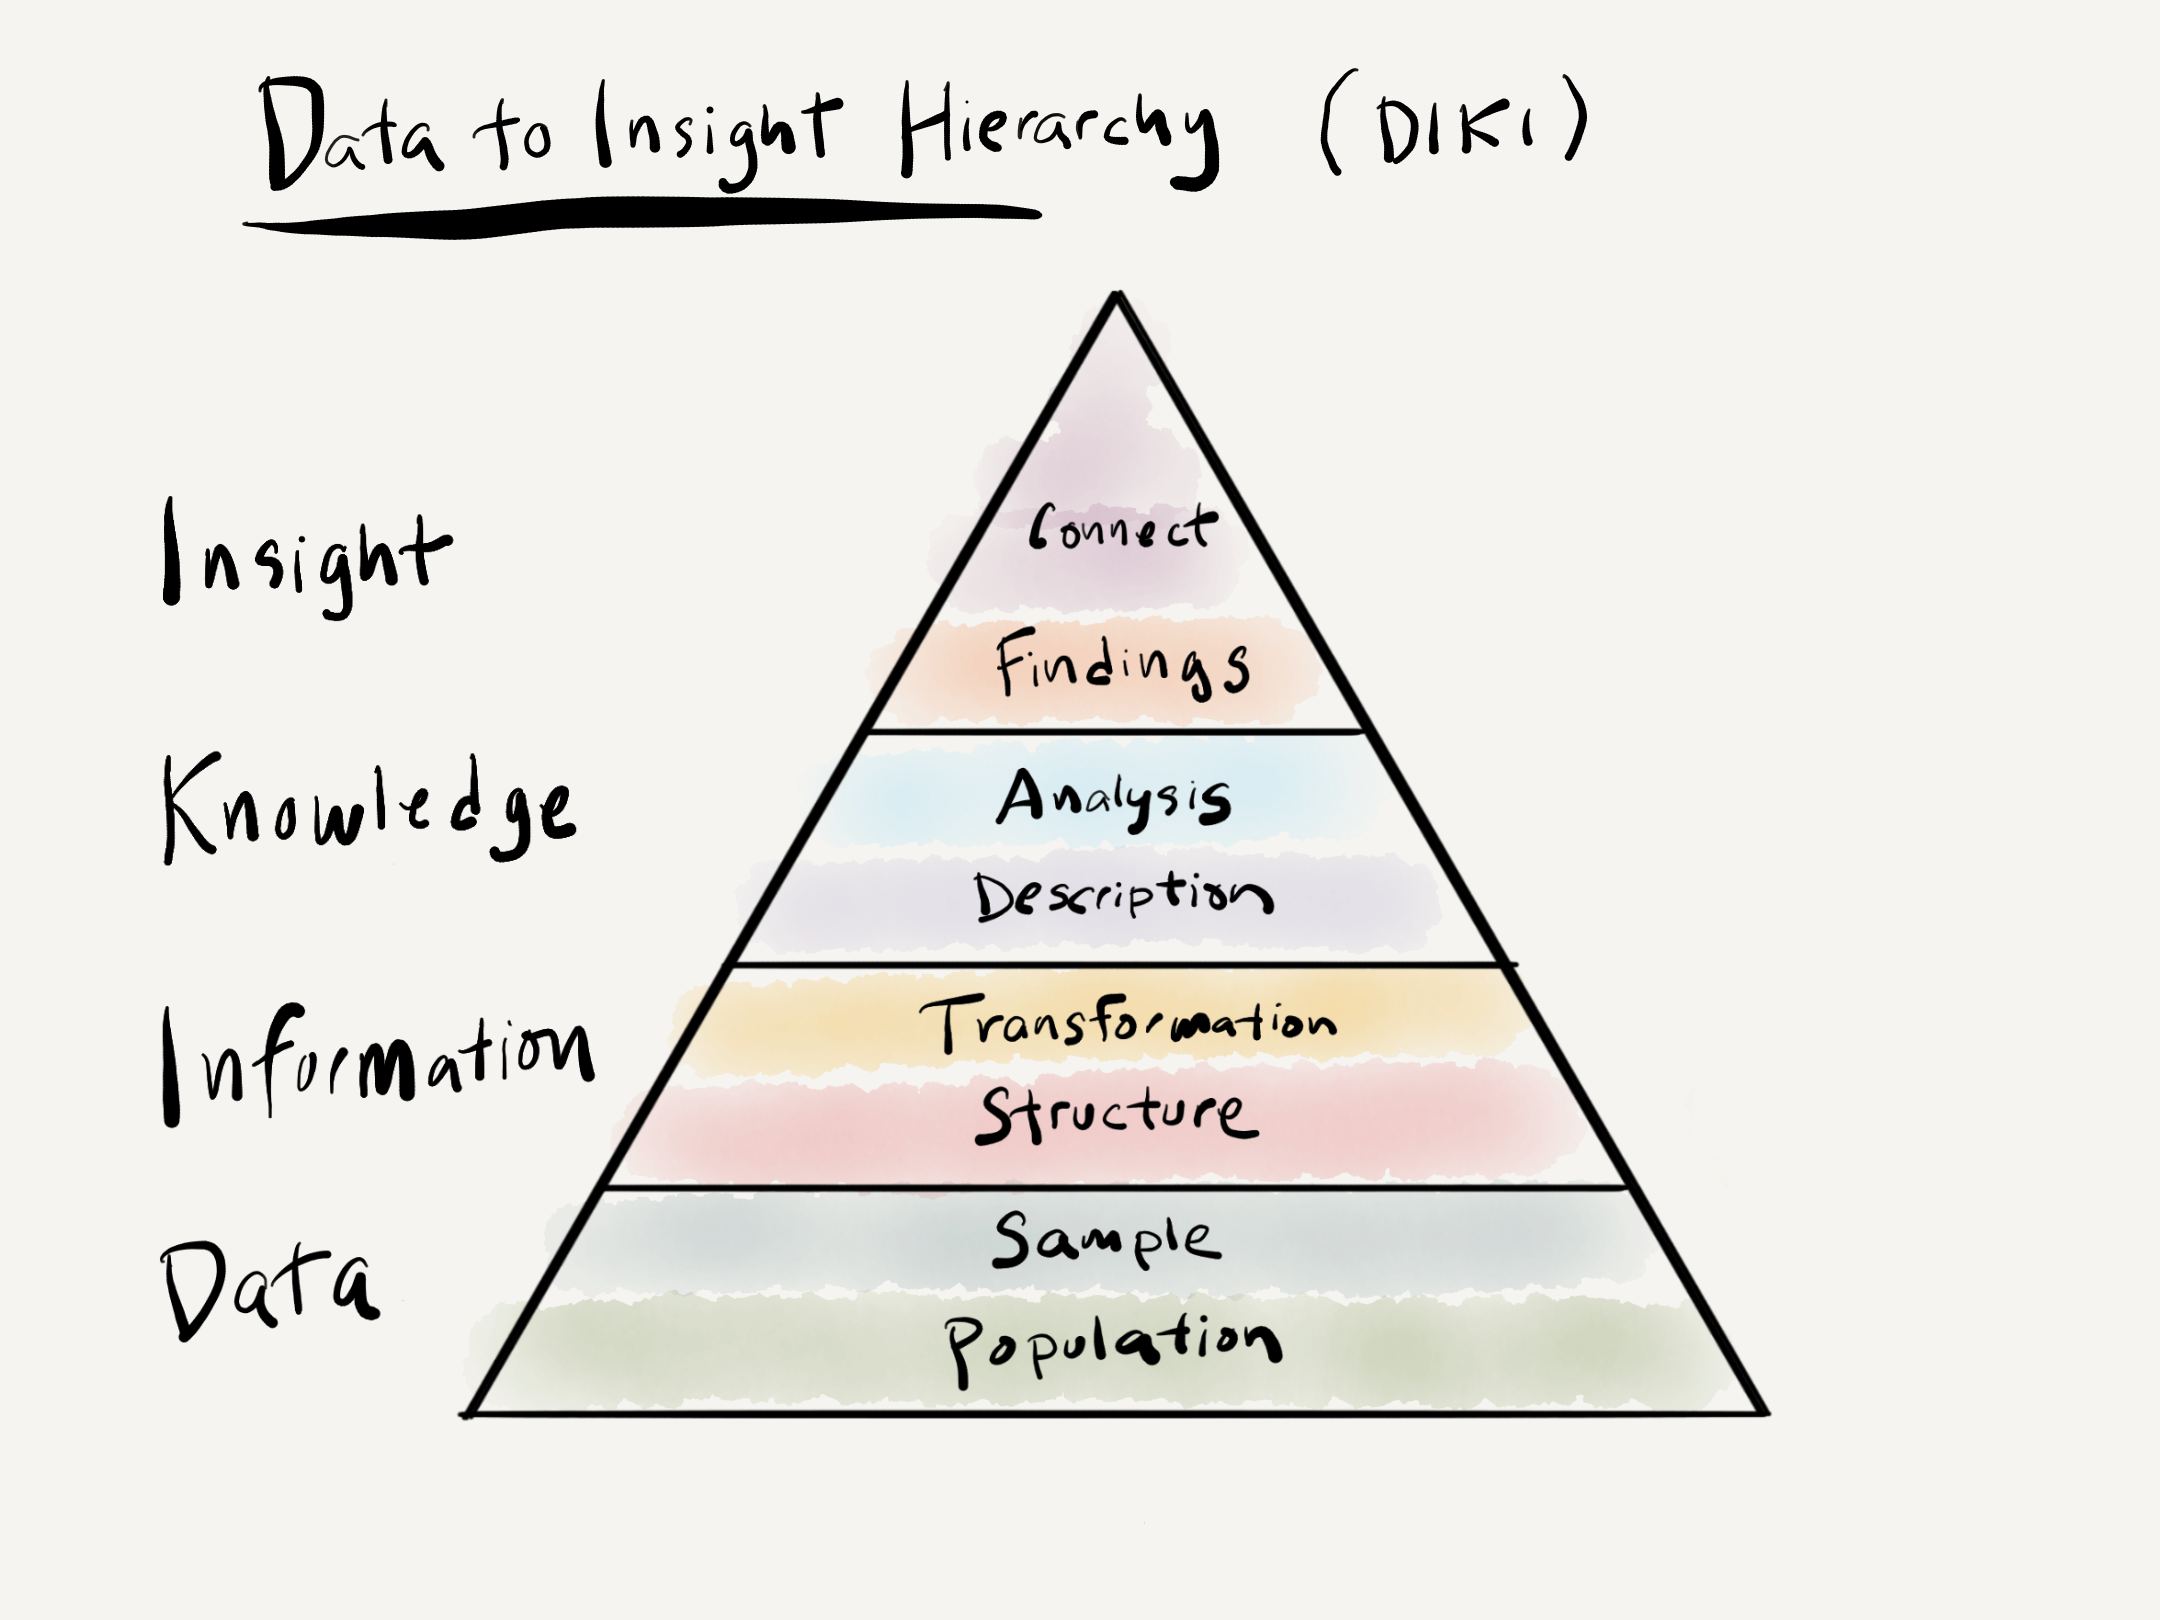 Data to Insight Hierarchy (DIKI)
Insight
Connect
Findings
Knowledge
Analysis
Description
Information
Transformation
Structure
Data
Sample
Population